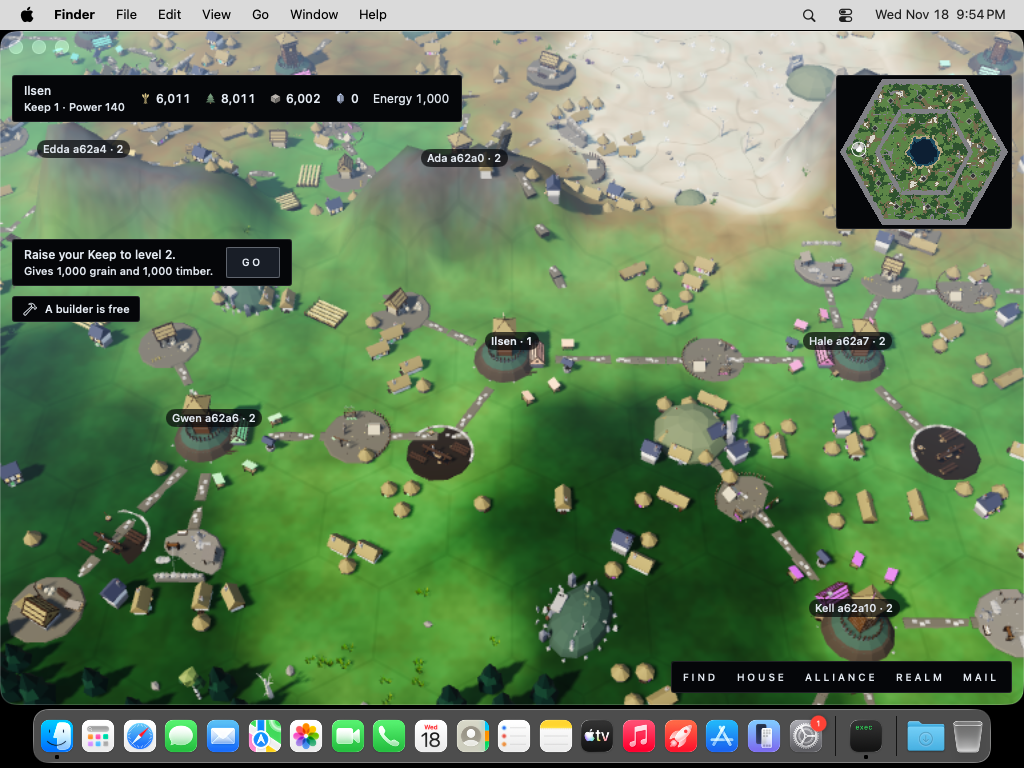 Finder File Edit View Go Window Help Wed Nov 18 9:54 PM
Ilsen
Keep 1 · Power 140
6,011 8,011 6,002 0 Energy 1,000
Edda a62a4 · 2
Ada a62a0 · 2
Raise your Keep to level 2.
Gives 1,000 grain and 1,000 timber.
GO
A builder is free
Ilsen · 1
Hale a62a7 · 2
Gwen a62a6 · 2
Kell a62a10 · 2
FIND HOUSE ALLIANCE REALM MAIL
Wed
18
tv
1
exec